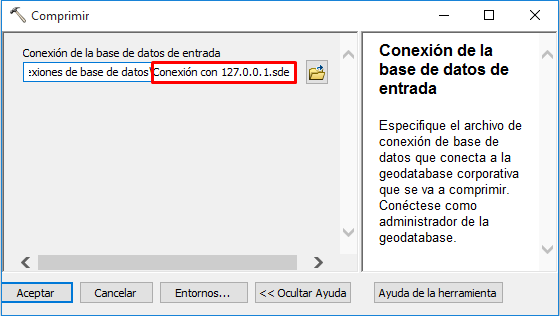 Comprimir
Conexión de la base de datos de entrada
exiones de base de datos\Conexión con 127.0.0.1.sde
Conexión de la
base de datos de
entrada
Especifique el archivo de
conexión de base de
datos que conecta a la
geodatabase corporativa
que se va a comprimir.
Conéctese como
administrador de la
geodatabase.
Aceptar
Cancelar
Entornos...
<< Ocultar Ayuda
Ayuda de la herramienta